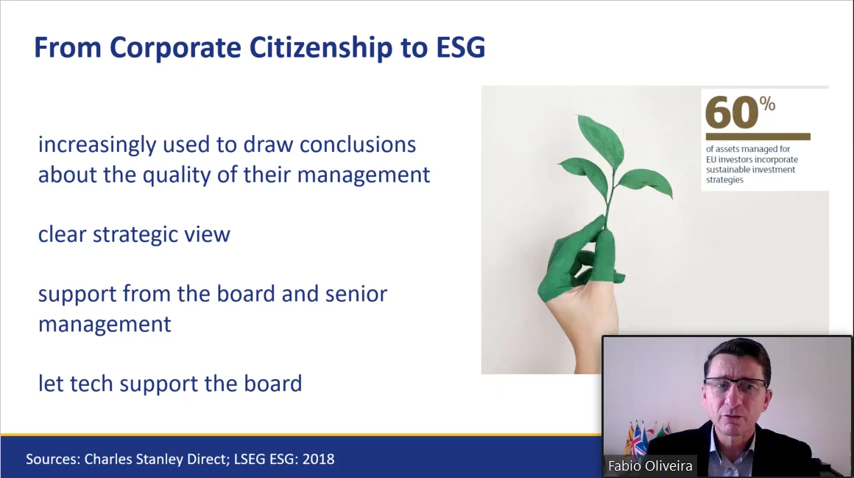 From Corporate Citizenship to ESG
increasingly used to draw conclusions
about the quality of their management
clear strategic view
support from the board and senior
management
let tech support the board
60%
of assets managed for
EU investors incorporate
sustainable investment
strategies
Sources: Charles Stanley Direct; LSEG ESG: 2018
Fabio Oliveira